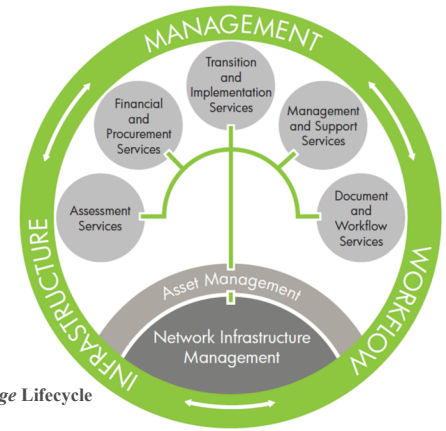 MANAGEMENT
Transition
and
Implementation
Services
Financial
and
Procurement
Services
Management
and Support
Services
Assessment
Services
Document
and
Workflow
Services
INFRASTRUCTURE
WORKFLOW
Asset Management
Network Infrastructure
Management
ge Lifecycle